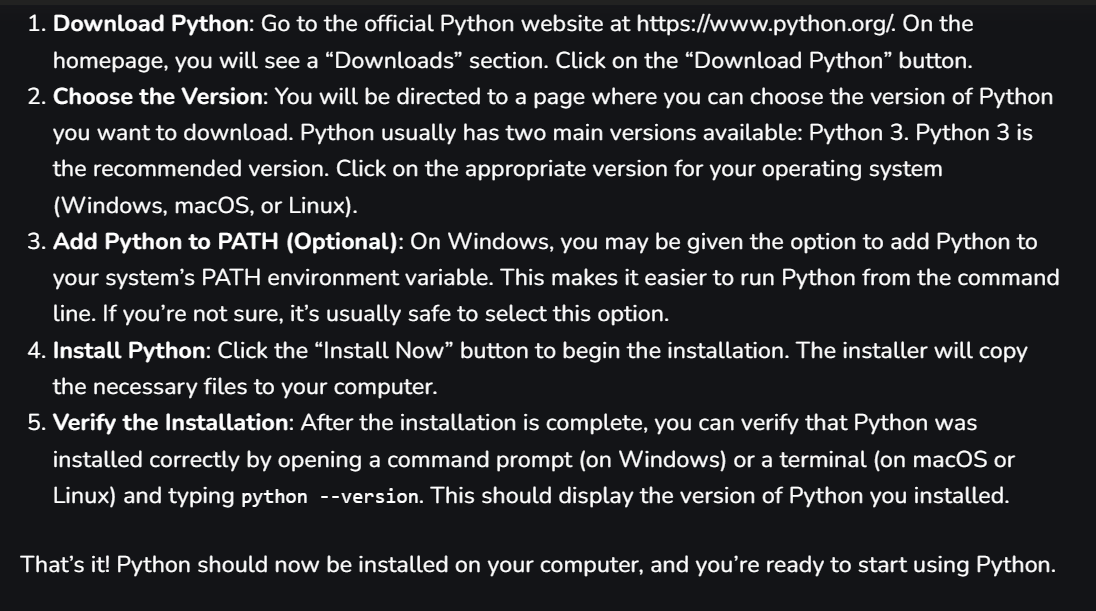 1. Download Python: Go to the official Python website at https://www.python.org/. On the
homepage, you will see a “Downloads” section. Click on the “Download Python” button.
2. Choose the Version: You will be directed to a page where you can choose the version of Python
you want to download. Python usually has two main versions available: Python 3. Python 3 is
the recommended version. Click on the appropriate version for your operating system
(Windows, macOS, or Linux).
3. Add Python to PATH (Optional): On Windows, you may be given the option to add Python to
your system’s PATH environment variable. This makes it easier to run Python from the command
line. If you’re not sure, it’s usually safe to select this option.
4. Install Python: Click the “Install Now” button to begin the installation. The installer will copy
the necessary files to your computer.
5. Verify the Installation: After the installation is complete, you can verify that Python was
installed correctly by opening a command prompt (on Windows) or a terminal (on macOS or
Linux) and typing python --version. This should display the version of Python you installed.
That’s it! Python should now be installed on your computer, and you’re ready to start using Python.